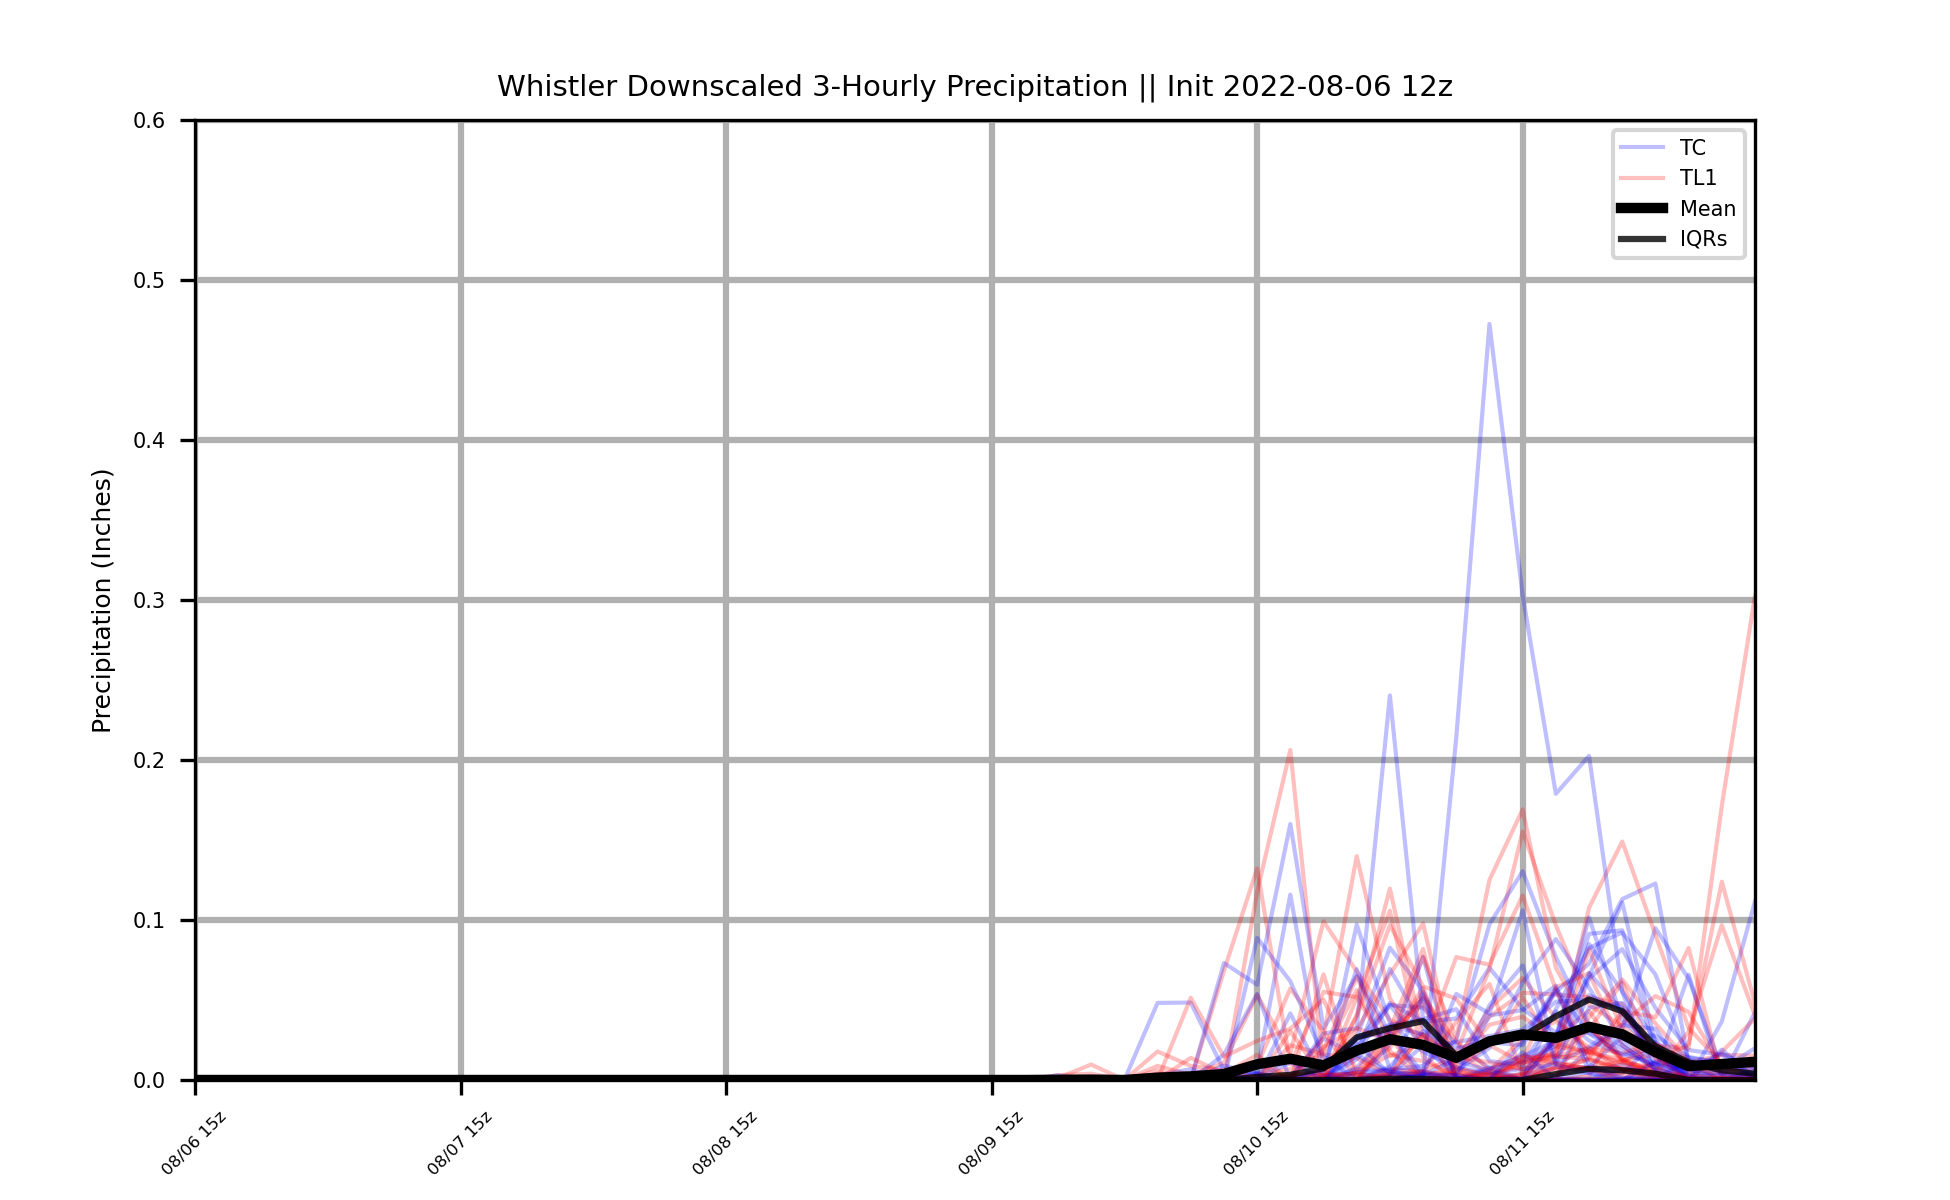 Whistler Downscaled 3-Hourly Precipitation || Init 2022-08-06 12z
TC
TL1
Mean
IQRs
Precipitation (Inches)
0.6
0.5
0.4
0.3
0.2
0.1
0.0
08/06 15z
08/07 15z
08/08 15z
08/09 15z
08/10 15z
08/11 15z